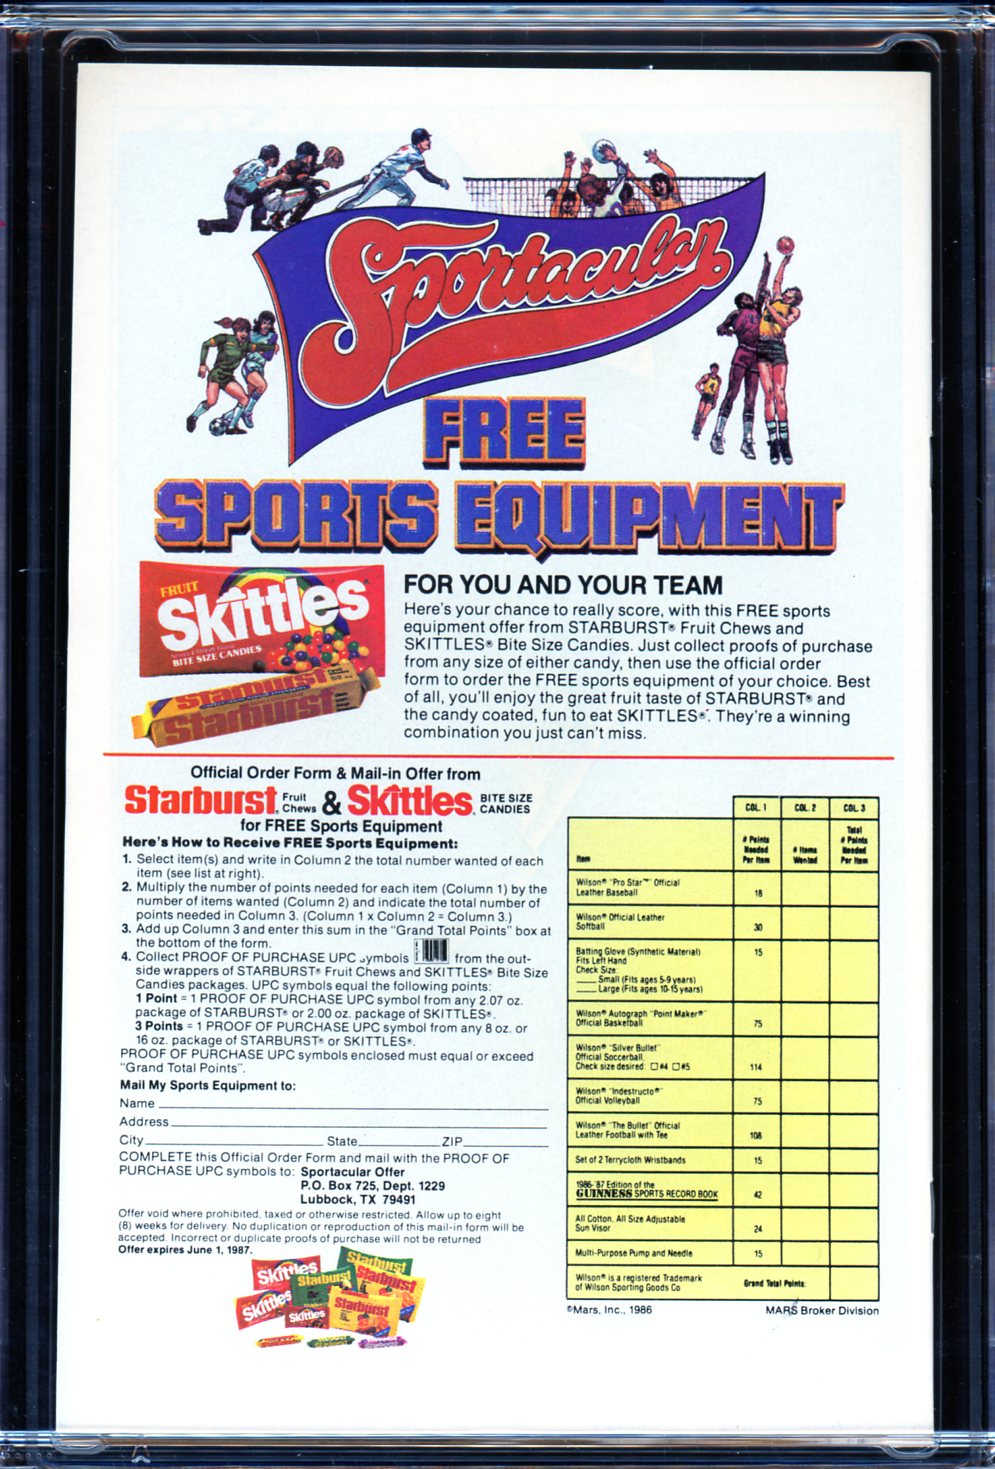 Sportacular
FREE
SPORTS EQUIPMENT
FRUIT
Skittles
BITE SIZE CANDIES
Starburst
Starburst
FOR YOU AND YOUR TEAM
Here's your chance to really score, with this FREE sports
equipment offer from STARBURST® Fruit Chews and
SKITTLES® Bite Size Candies. Just collect proofs of purchase
from any size of either candy, then use the official order
form to order the FREE sports equipment of your choice. Best
of all, you'll enjoy the great fruit taste of STARBURST® and
the candy coated, fun to eat SKITTLES®. They're a winning
combination you just can't miss.
Official Order Form & Mail-in Offer from
Starburst® Fruit Chews & Skittles® BITE SIZE CANDIES
for FREE Sports Equipment
Here's How to Receive FREE Sports Equipment:
1. Select item(s) and write in Column 2 the total number wanted of each
item (see list at right).
2. Multiply the number of points needed for each item (Column 1) by the
number of items wanted (Column 2) and indicate the total number of
points needed in Column 3. (Column 1 x Column 2 = Column 3.)
3. Add up Column 3 and enter this sum in the "Grand Total Points" box at
the bottom of the form.
4. Collect PROOF OF PURCHASE UPC symbols from the out-
side wrappers of STARBURST® Fruit Chews and SKITTLES® Bite Size
Candies packages. UPC symbols equal the following points:
1 Point = 1 PROOF OF PURCHASE UPC symbol from any 2.07 oz.
package of STARBURST® or 2.00 oz. package of SKITTLES®.
3 Points = 1 PROOF OF PURCHASE UPC symbol from any 8 oz. or
16 oz. package of STARBURST® or SKITTLES®.
PROOF OF PURCHASE UPC symbols enclosed must equal or exceed
"Grand Total Points".
Mail My Sports Equipment to:
Name
Address
City State ZIP
COMPLETE this Official Order Form and mail with the PROOF OF
PURCHASE UPC symbols to: Sportacular Offer
P.O. Box 725, Dept. 1229
Lubbock, TX 79491
Offer void where prohibited, taxed or otherwise restricted. Allow up to eight
(8) weeks for delivery. No duplication or reproduction of this mail-in form will be
accepted. Incorrect or duplicate proofs of purchase will not be returned
Offer expires June 1, 1987.
Skittles
Starburst
Starburst
Starburst
Skittles
Skittles
Starburst
COL. 1 COL. 2 COL. 3
Item
# Points Needed Per Item
# Items Wanted
Total # Points Needed Per Item
Wilson® "Pro Star"™ Official
Leather Baseball 18
Wilson® Official Leather
Softball 30
Batting Glove (Synthetic Material) 15
Fits Left Hand
Check Size:
Small (Fits ages 5-9 years)
Large (Fits ages 10-15 years)
Wilson® Autograph "Point Maker®"
Official Basketball 75
Wilson® "Silver Bullet"
Official Soccerball.
Check size desired: □#4 □#5 114
Wilson® "Indestructo®"
Official Volleyball 75
Wilson® "The Bullet" Official
Leather Football with Tee 108
Set of 2 Terrycloth Wristbands 15
1986-'87 Edition of the
GUINNESS SPORTS RECORD BOOK 42
All Cotton, All Size Adjustable
Sun Visor 24
Multi-Purpose Pump and Needle 15
Wilson® is a registered Trademark
of Wilson Sporting Goods Co
Grand Total Points:
©Mars, Inc., 1986 MARS Broker Division